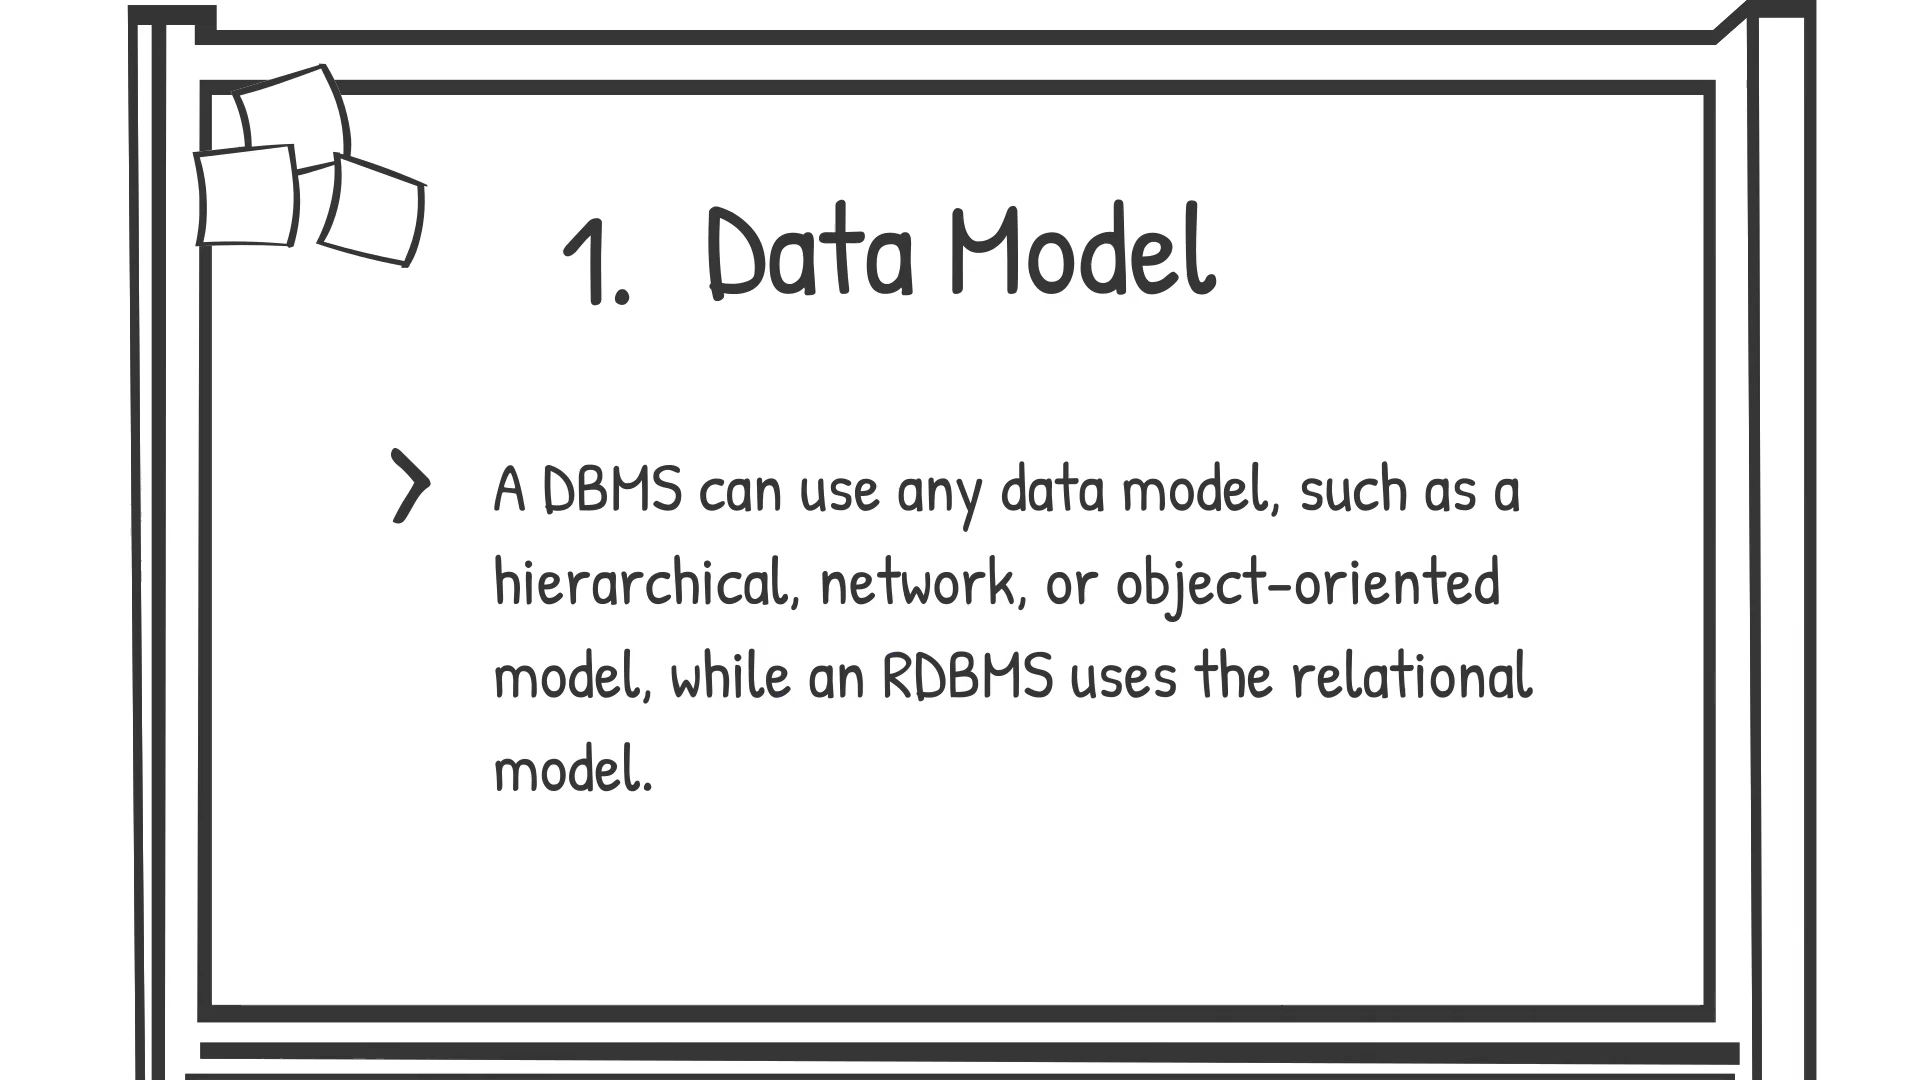 1. Data Model
A DBMS can use any data model, such as a
hierarchical, network, or object-oriented
model, while an RDBMS uses the relational
model.